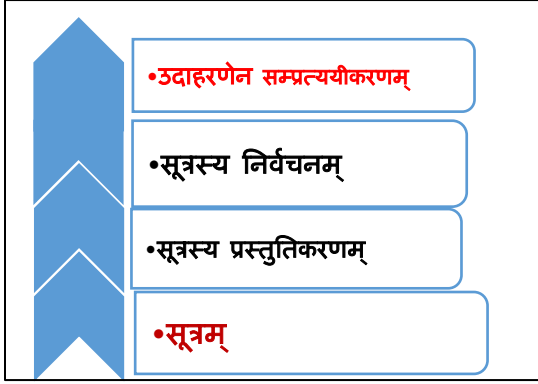 •उदाहरणेन सम्प्रत्ययीकरणम्
•सूत्रस्य निर्वचनम्
•सूत्रस्य प्रस्तुतिकरणम्
•सूत्रम्